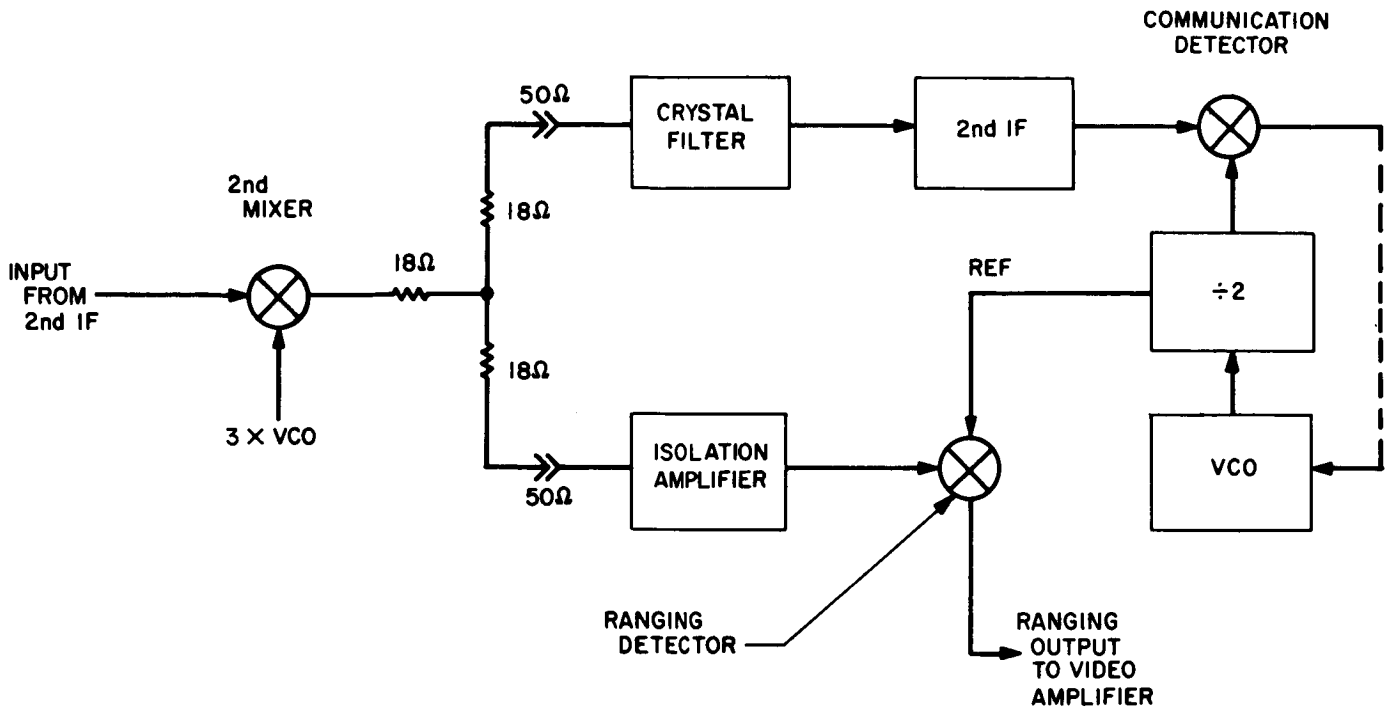 COMMUNICATION
DETECTOR
50Ω
CRYSTAL
FILTER
2nd IF
2nd
MIXER
18Ω
18Ω
INPUT
FROM
2nd IF
REF
÷2
18Ω
3 × VCO
ISOLATION
AMPLIFIER
VCO
50Ω
RANGING
DETECTOR
RANGING
OUTPUT
TO VIDEO
AMPLIFIER